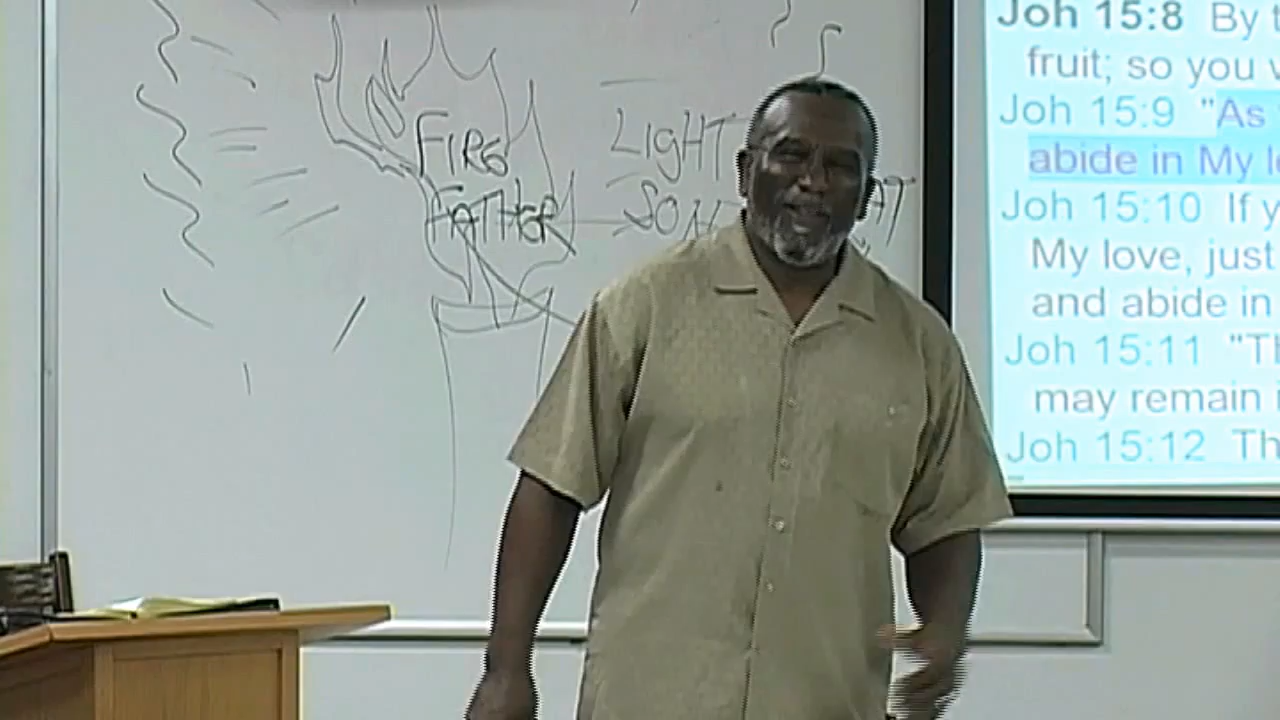 FIRE
FATHER
LIGHT
SON
Joh 15:8 By
fruit; so you
Joh 15:9 "As
abide in My
Joh 15:10 If
My love, just
and abide in
Joh 15:11
may remain
Joh 15:12